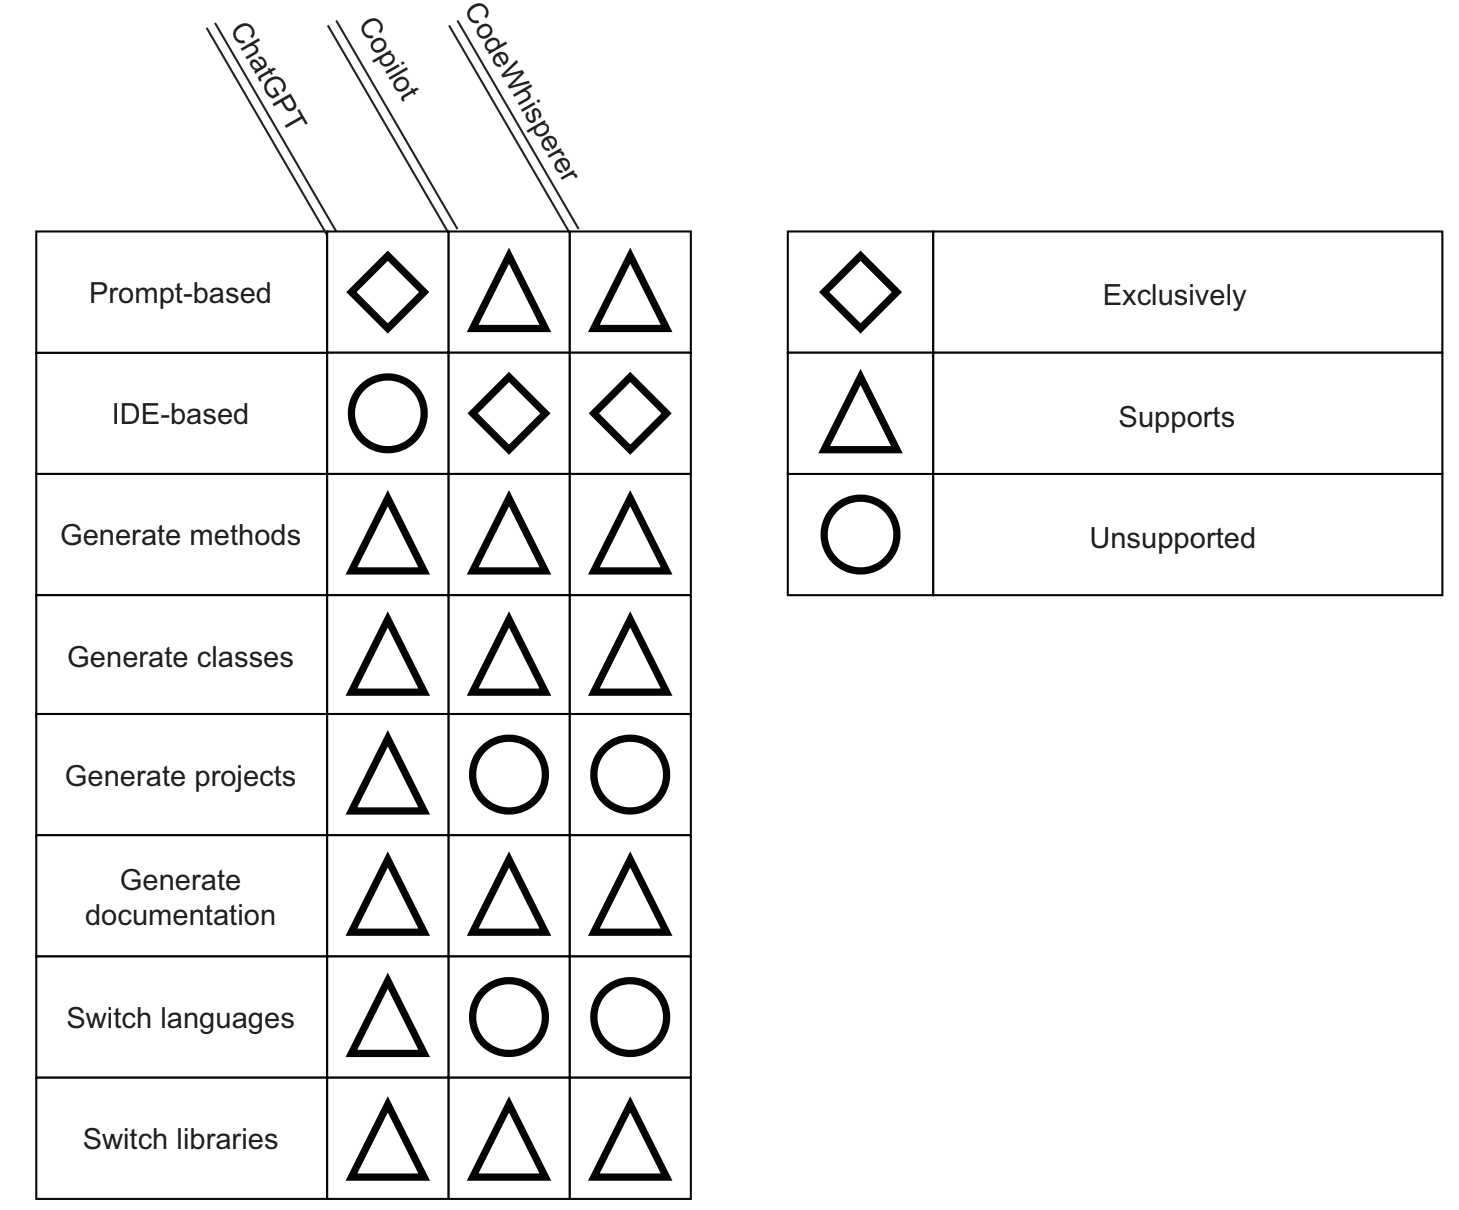 ChatGPT
Copilot
CodeWhisperer
Prompt-based
IDE-based
Generate methods
Generate classes
Generate projects
Generate
documentation
Switch languages
Switch libraries
Exclusively
Supports
Unsupported